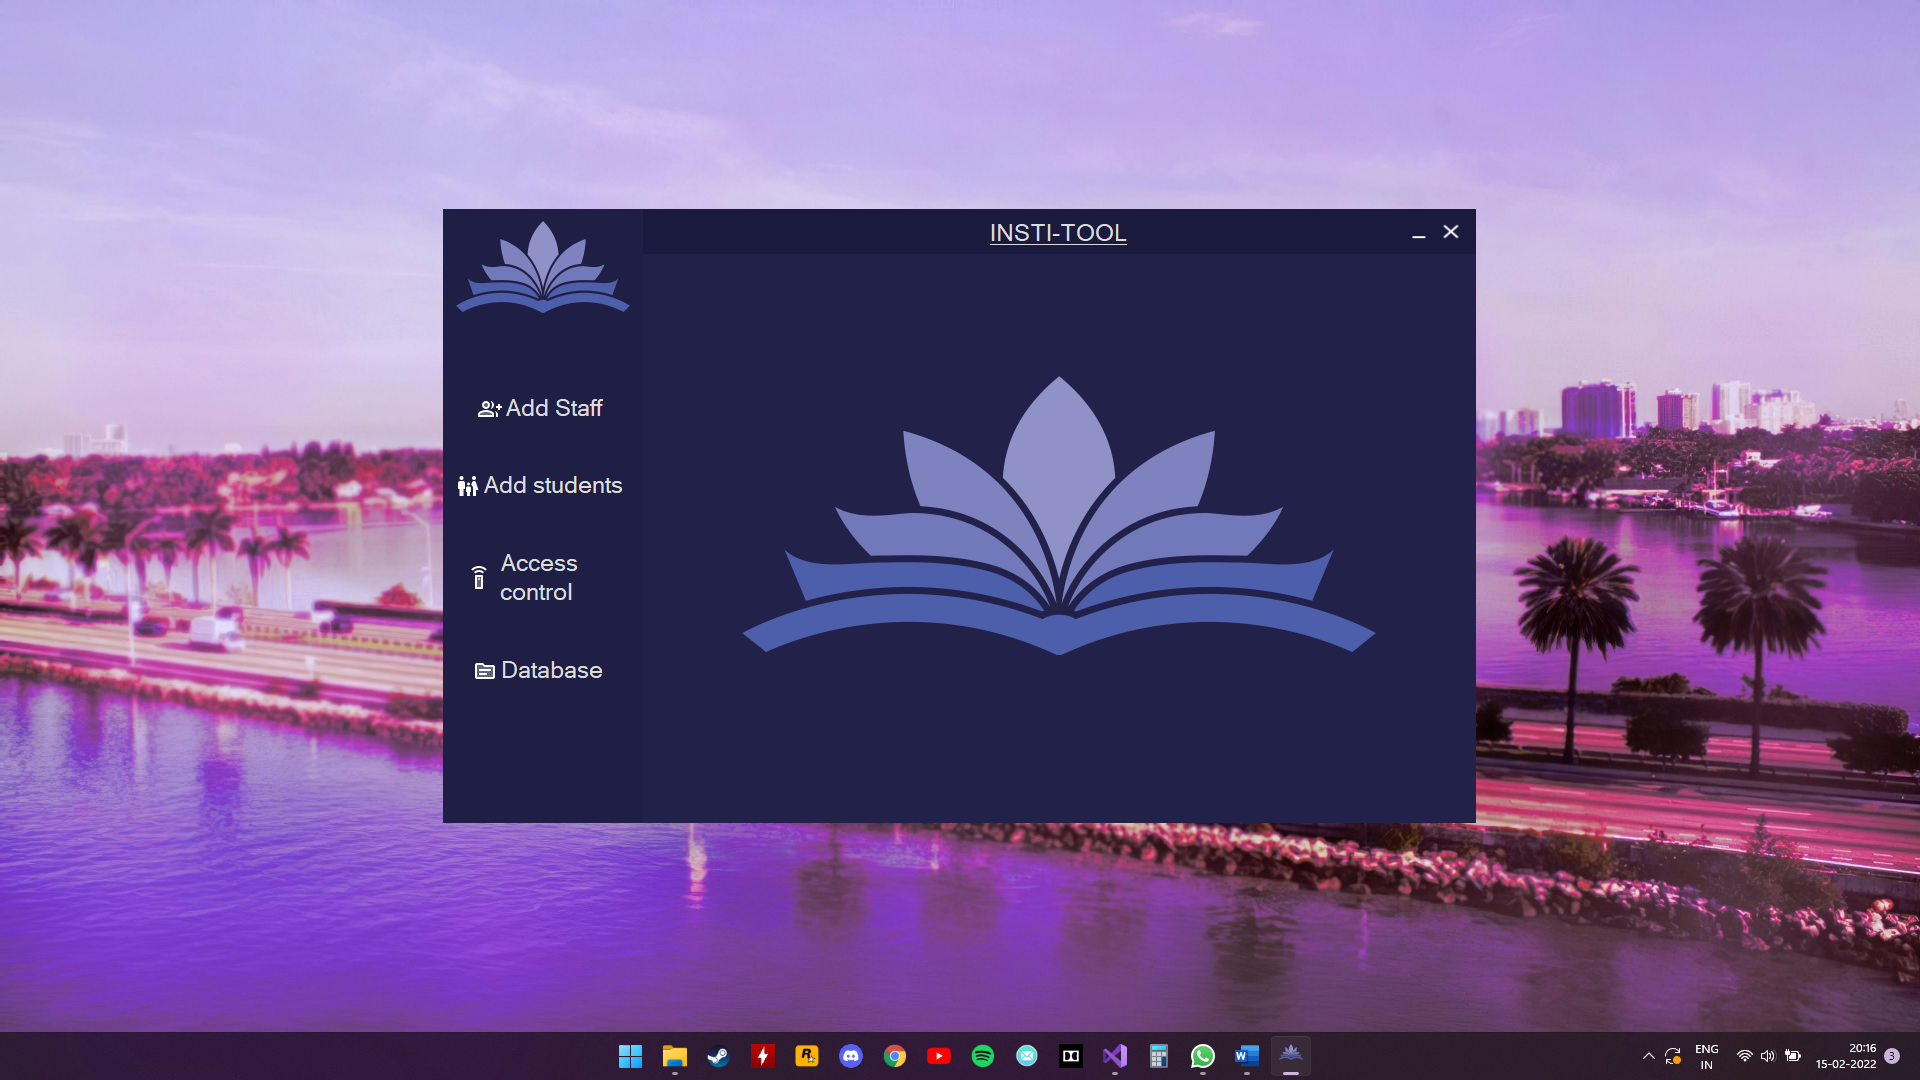 INSTI-TOOL
Add Staff
Add students
Access
control
Database
ENG
IN
20:16
15-02-2022
3